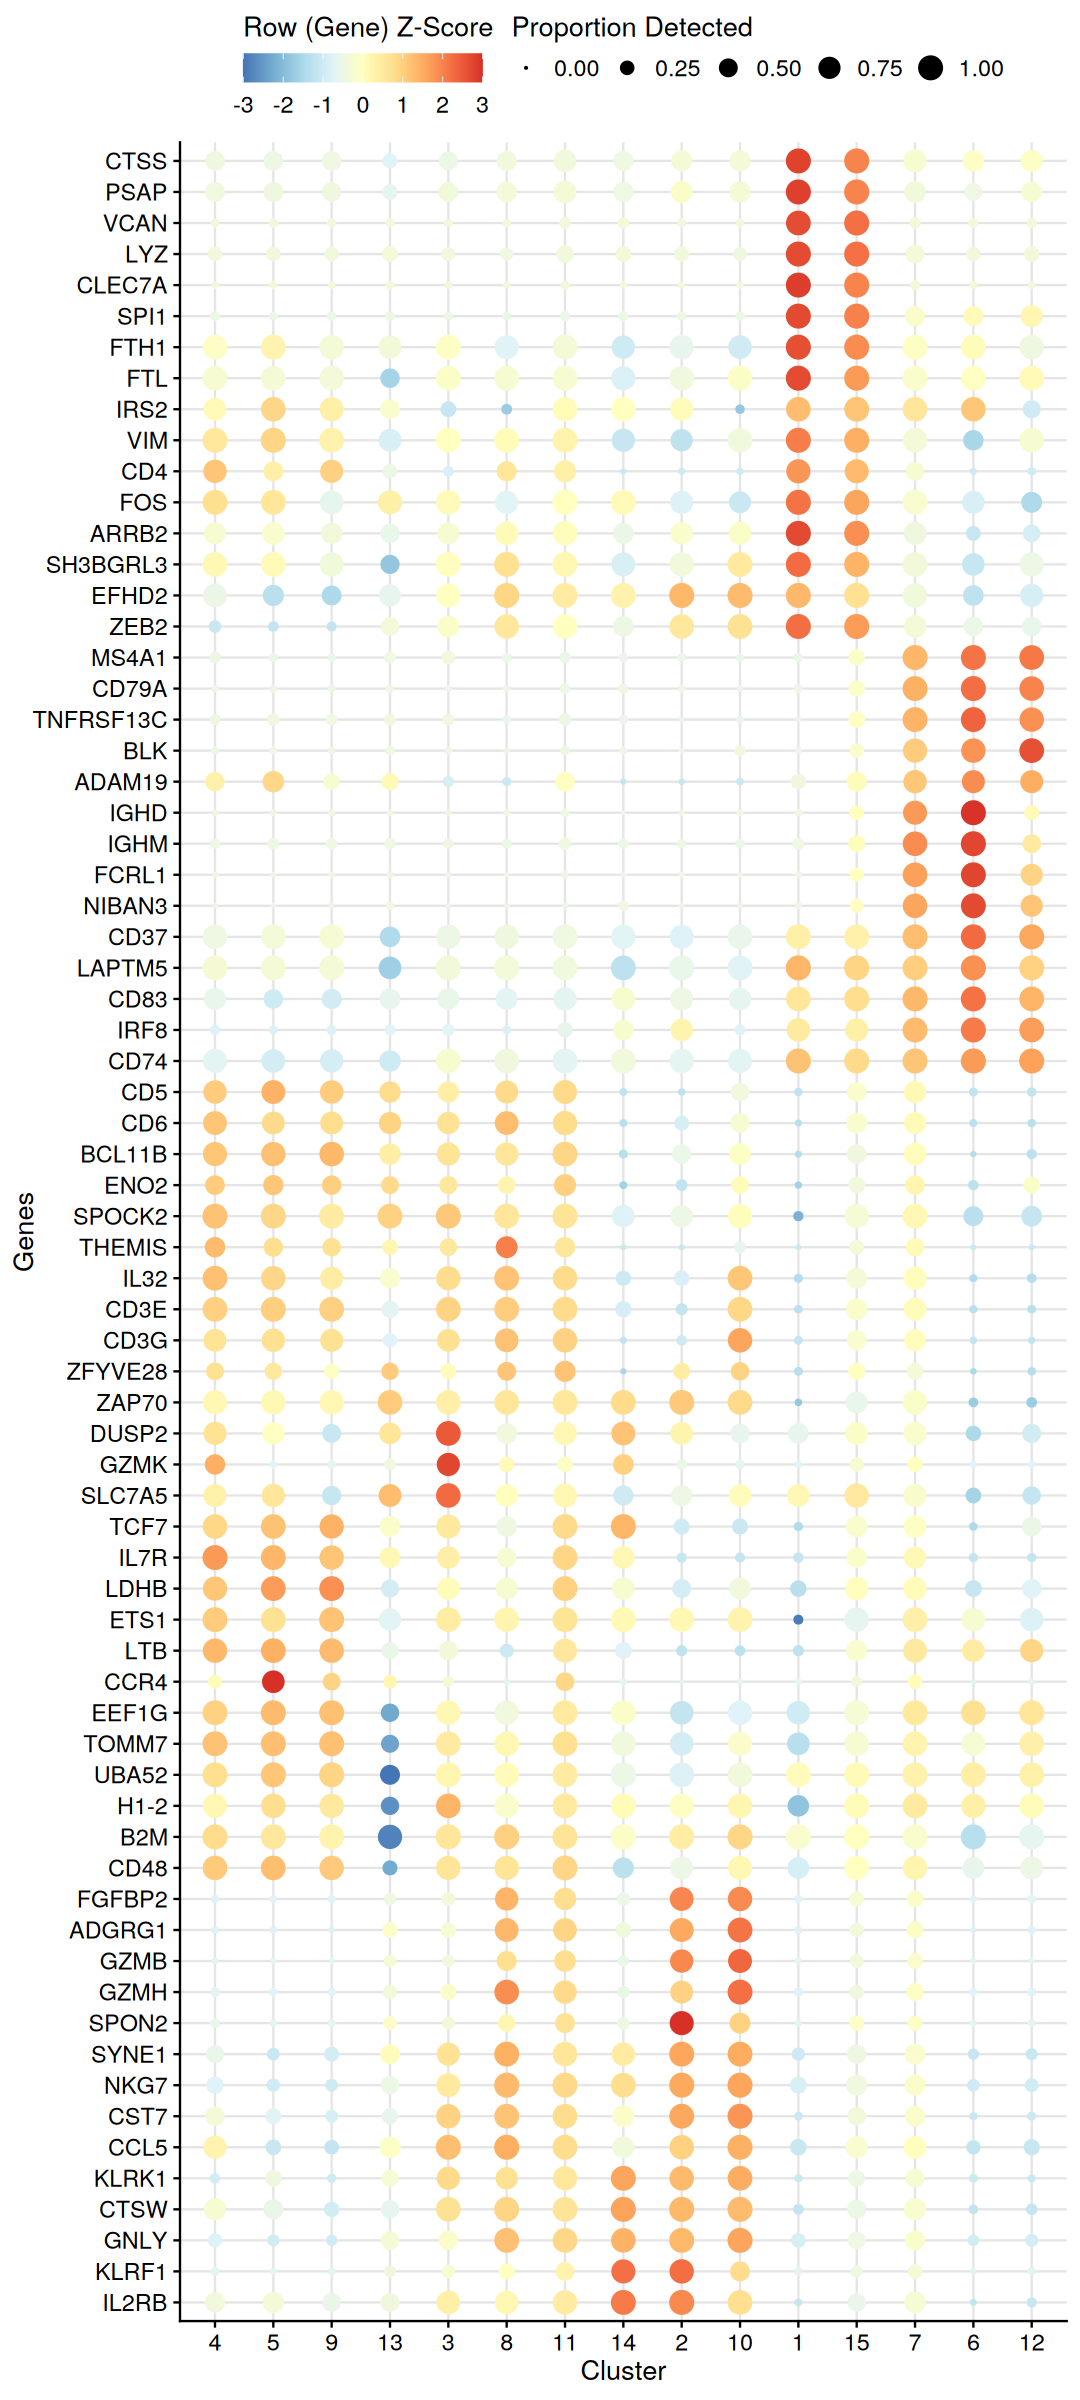 Row (Gene) Z-Score Proportion Detected
0.00 0.25 0.50 0.75 1.00
-3 -2 -1 0 1 2 3
CTSS
PSAP
VCAN
LYZ
CLEC7A
SPI1
FTH1
FTL
IRS2
VIM
CD4
FOS
ARRB2
SH3BGRL3
EFHD2
ZEB2
MS4A1
CD79A
TNFRSF13C
BLK
ADAM19
IGHD
IGHM
FCRL1
NIBAN3
CD37
LAPTM5
CD83
IRF8
CD74
CD5
CD6
BCL11B
ENO2
SPOCK2
THEMIS
IL32
CD3E
CD3G
ZFYVE28
ZAP70
DUSP2
GZMK
SLC7A5
TCF7
IL7R
LDHB
ETS1
LTB
CCR4
EEF1G
TOMM7
UBA52
H1-2
B2M
CD48
FGFBP2
ADGRG1
GZMB
GZMH
SPON2
SYNE1
NKG7
CST7
CCL5
KLRK1
CTSW
GNLY
KLRF1
IL2RB
Genes
4 5 9 13 3 8 11 14 2 10 1 15 7 6 12
Cluster